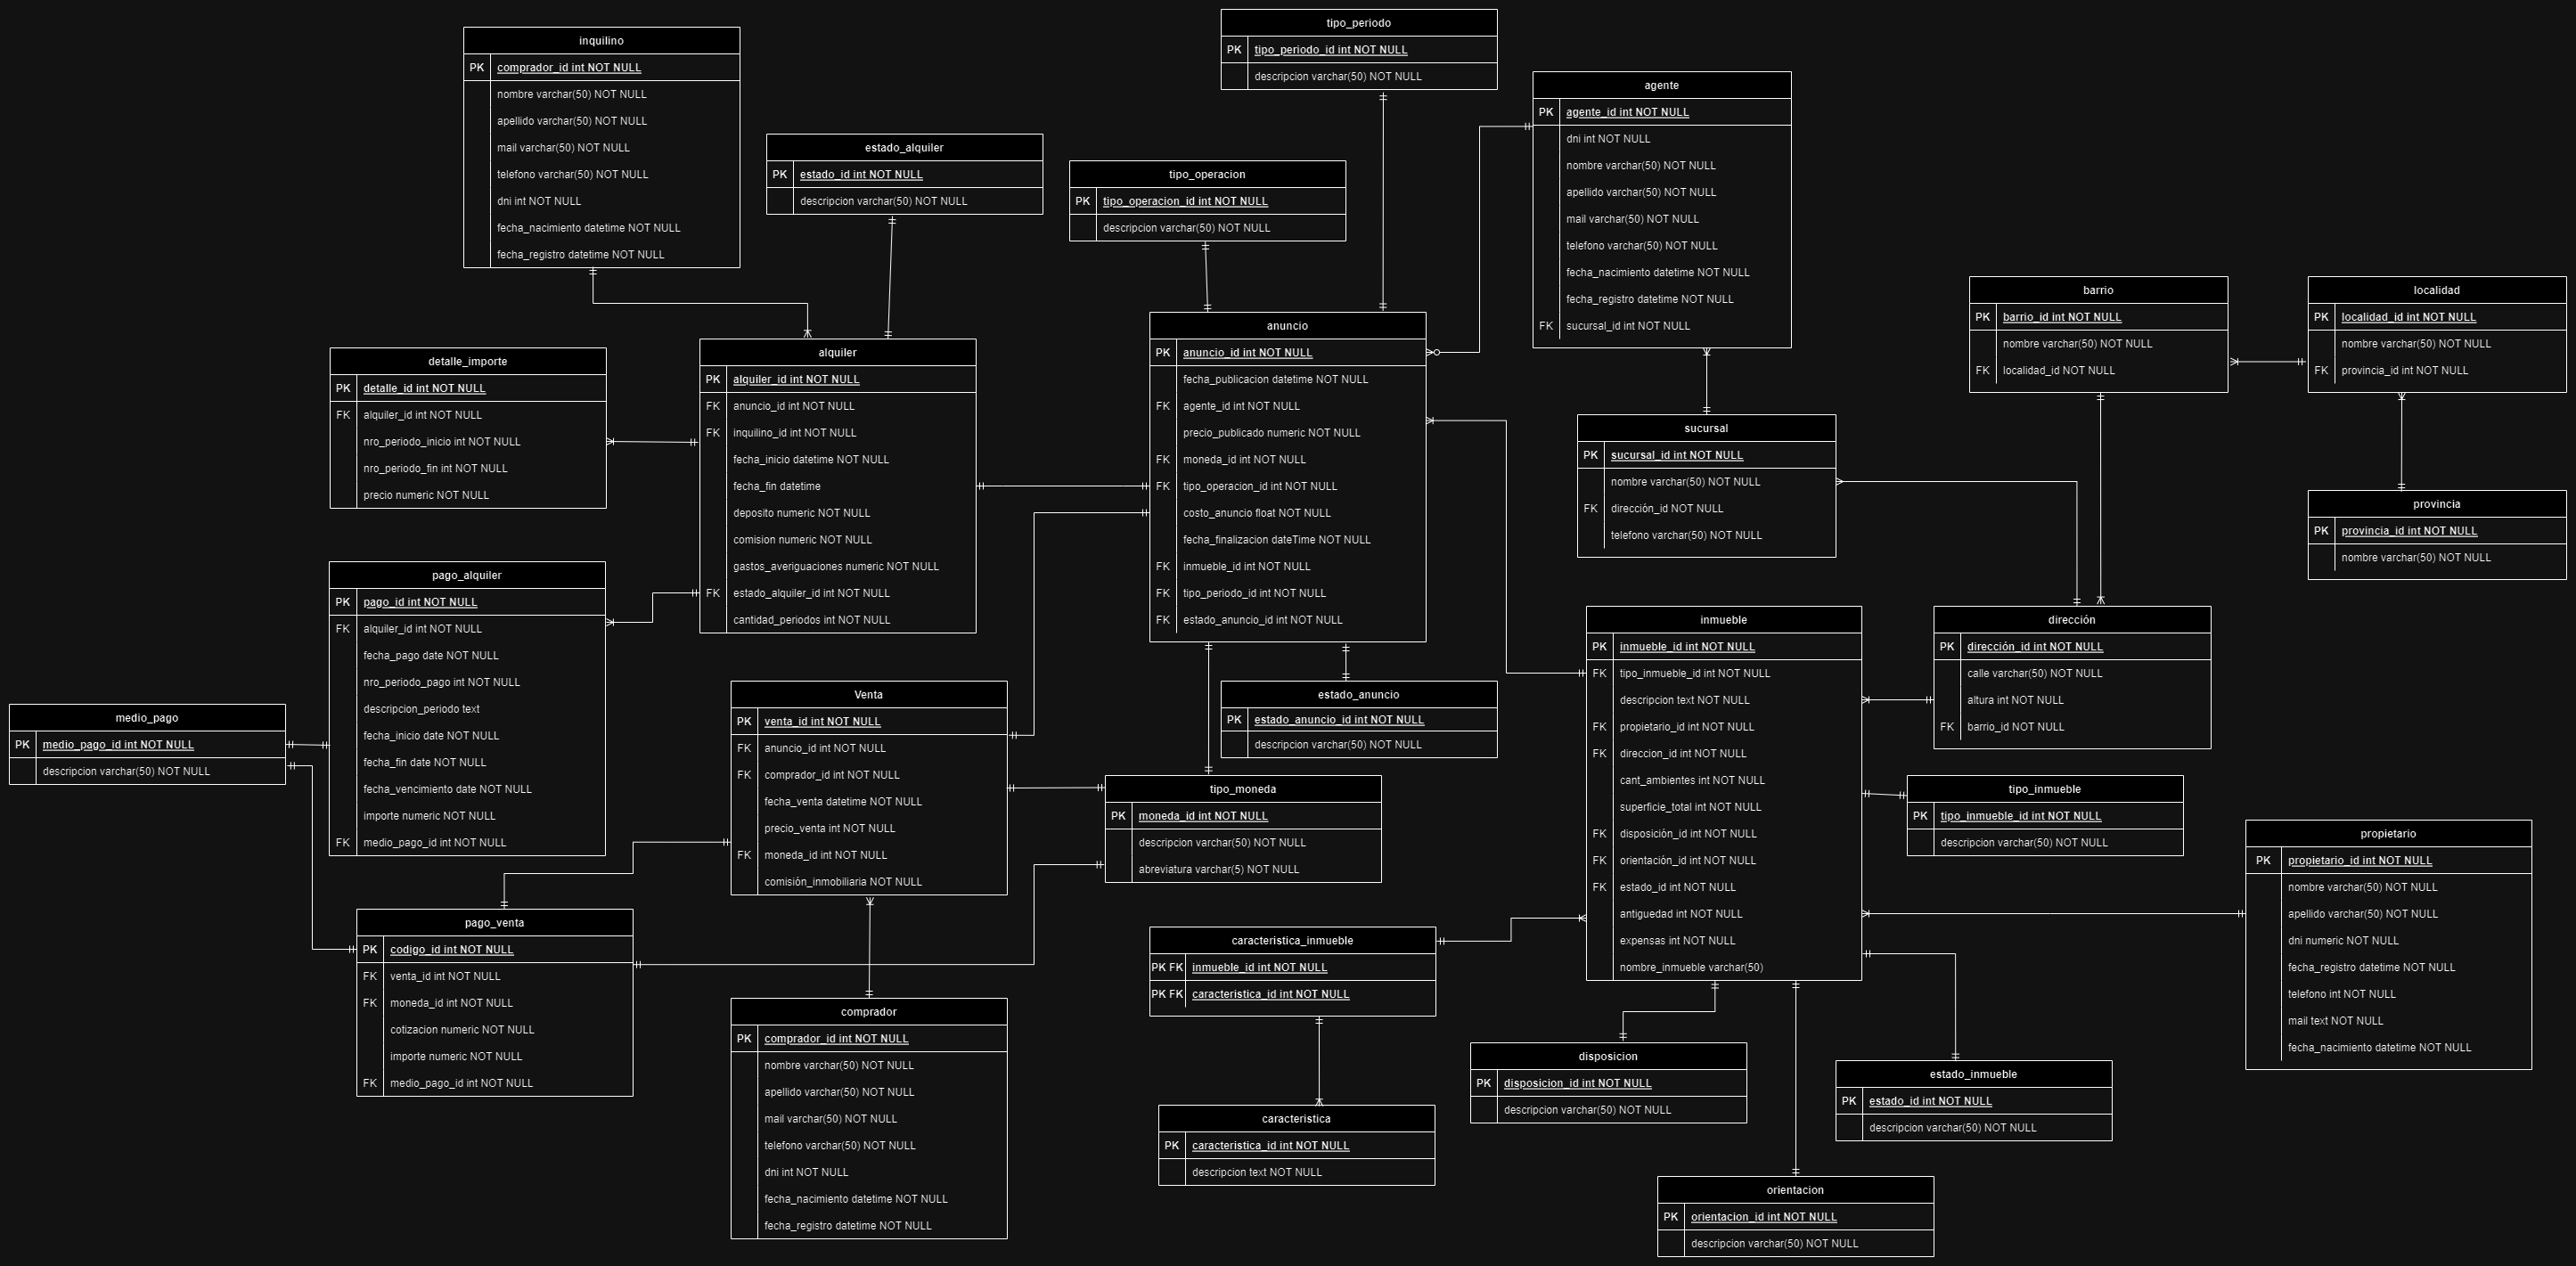 inquilino
PK comprador_id int NOT NULL
nombre varchar(50) NOT NULL
apellido varchar(50) NOT NULL
mail varchar(50) NOT NULL
telefono varchar(50) NOT NULL
dni int NOT NULL
fecha_nacimiento datetime NOT NULL
fecha_registro datetime NOT NULL
estado_alquiler
PK estado_id int NOT NULL
descripcion varchar(50) NOT NULL
tipo_operacion
PK tipo_operacion_id int NOT NULL
descripcion varchar(50) NOT NULL
tipo_periodo
PK tipo_periodo_id int NOT NULL
descripcion varchar(50) NOT NULL
agente
PK agente_id int NOT NULL
dni int NOT NULL
nombre varchar(50) NOT NULL
apellido varchar(50) NOT NULL
mail varchar(50) NOT NULL
telefono varchar(50) NOT NULL
fecha_nacimiento datetime NOT NULL
fecha_registro datetime NOT NULL
FK sucursal_id int NOT NULL
barrio
PK barrio_id int NOT NULL
nombre varchar(50) NOT NULL
FK localidad_id NOT NULL
localidad
PK localidad_id int NOT NULL
nombre varchar(50) NOT NULL
FK provincia_id int NOT NULL
provincia
PK provincia_id int NOT NULL
nombre varchar(50) NOT NULL
detalle_importe
PK detalle_id int NOT NULL
FK alquiler_id int NOT NULL
nro_periodo_inicio int NOT NULL
nro_periodo_fin int NOT NULL
precio numeric NOT NULL
alquiler
PK alquiler_id int NOT NULL
FK anuncio_id int NOT NULL
FK inquilino_id int NOT NULL
fecha_inicio datetime NOT NULL
fecha_fin datetime
deposito numeric NOT NULL
comision numeric NOT NULL
gastos_averiguaciones numeric NOT NULL
FK estado_alquiler_id int NOT NULL
cantidad_periodos int NOT NULL
anuncio
PK anuncio_id int NOT NULL
fecha_publicacion datetime NOT NULL
FK agente_id int NOT NULL
precio_publicado numeric NOT NULL
FK moneda_id int NOT NULL
FK tipo_operacion_id int NOT NULL
costo_anuncio float NOT NULL
fecha_finalizacion dateTime NOT NULL
FK inmueble_id int NOT NULL
FK tipo_periodo_id int NOT NULL
FK estado_anuncio_id int NOT NULL
sucursal
PK sucursal_id int NOT NULL
nombre varchar(50) NOT NULL
FK dirección_id NOT NULL
telefono varchar(50) NOT NULL
pago_alquiler
PK pago_id int NOT NULL
FK alquiler_id int NOT NULL
fecha_pago date NOT NULL
nro_periodo_pago int NOT NULL
descripcion_periodo text
fecha_inicio date NOT NULL
fecha_fin date NOT NULL
fecha_vencimiento date NOT NULL
importe numeric NOT NULL
FK medio_pago_id int NOT NULL
medio_pago
PK medio_pago_id int NOT NULL
descripcion varchar(50) NOT NULL
Venta
PK venta_id int NOT NULL
FK anuncio_id int NOT NULL
FK comprador_id int NOT NULL
fecha_venta datetime NOT NULL
precio_venta int NOT NULL
FK moneda_id int NOT NULL
comisión_inmobiliaria NOT NULL
estado_anuncio
PK estado_anuncio_id int NOT NULL
descripcion varchar(50) NOT NULL
tipo_moneda
PK moneda_id int NOT NULL
descripcion varchar(50) NOT NULL
abreviatura varchar(5) NOT NULL
inmueble
PK inmueble_id int NOT NULL
FK tipo_inmueble_id int NOT NULL
descripcion text NOT NULL
FK propietario_id int NOT NULL
FK direccion_id int NOT NULL
cant_ambientes int NOT NULL
superficie_total int NOT NULL
FK disposición_id int NOT NULL
FK orientación_id int NOT NULL
FK estado_id int NOT NULL
antiguedad int NOT NULL
expensas int NOT NULL
nombre_inmueble varchar(50)
dirección
PK dirección_id int NOT NULL
calle varchar(50) NOT NULL
altura int NOT NULL
FK barrio_id NOT NULL
tipo_inmueble
PK tipo_inmueble_id int NOT NULL
descripcion varchar(50) NOT NULL
propietario
PK propietario_id int NOT NULL
nombre varchar(50) NOT NULL
apellido varchar(50) NOT NULL
dni numeric NOT NULL
fecha_registro datetime NOT NULL
telefono int NOT NULL
mail text NOT NULL
fecha_nacimiento datetime NOT NULL
pago_venta
PK codigo_id int NOT NULL
FK venta_id int NOT NULL
FK moneda_id int NOT NULL
cotizacion numeric NOT NULL
importe numeric NOT NULL
FK medio_pago_id int NOT NULL
comprador
PK comprador_id int NOT NULL
nombre varchar(50) NOT NULL
apellido varchar(50) NOT NULL
mail varchar(50) NOT NULL
telefono varchar(50) NOT NULL
dni int NOT NULL
fecha_nacimiento datetime NOT NULL
fecha_registro datetime NOT NULL
caracteristica_inmueble
PK FK inmueble_id int NOT NULL
PK FK caracteristica_id int NOT NULL
caracteristica
PK caracteristica_id int NOT NULL
descripcion text NOT NULL
disposicion
PK disposicion_id int NOT NULL
descripcion varchar(50) NOT NULL
estado_inmueble
PK estado_id int NOT NULL
descripcion varchar(50) NOT NULL
orientacion
PK orientacion_id int NOT NULL
descripcion varchar(50) NOT NULL